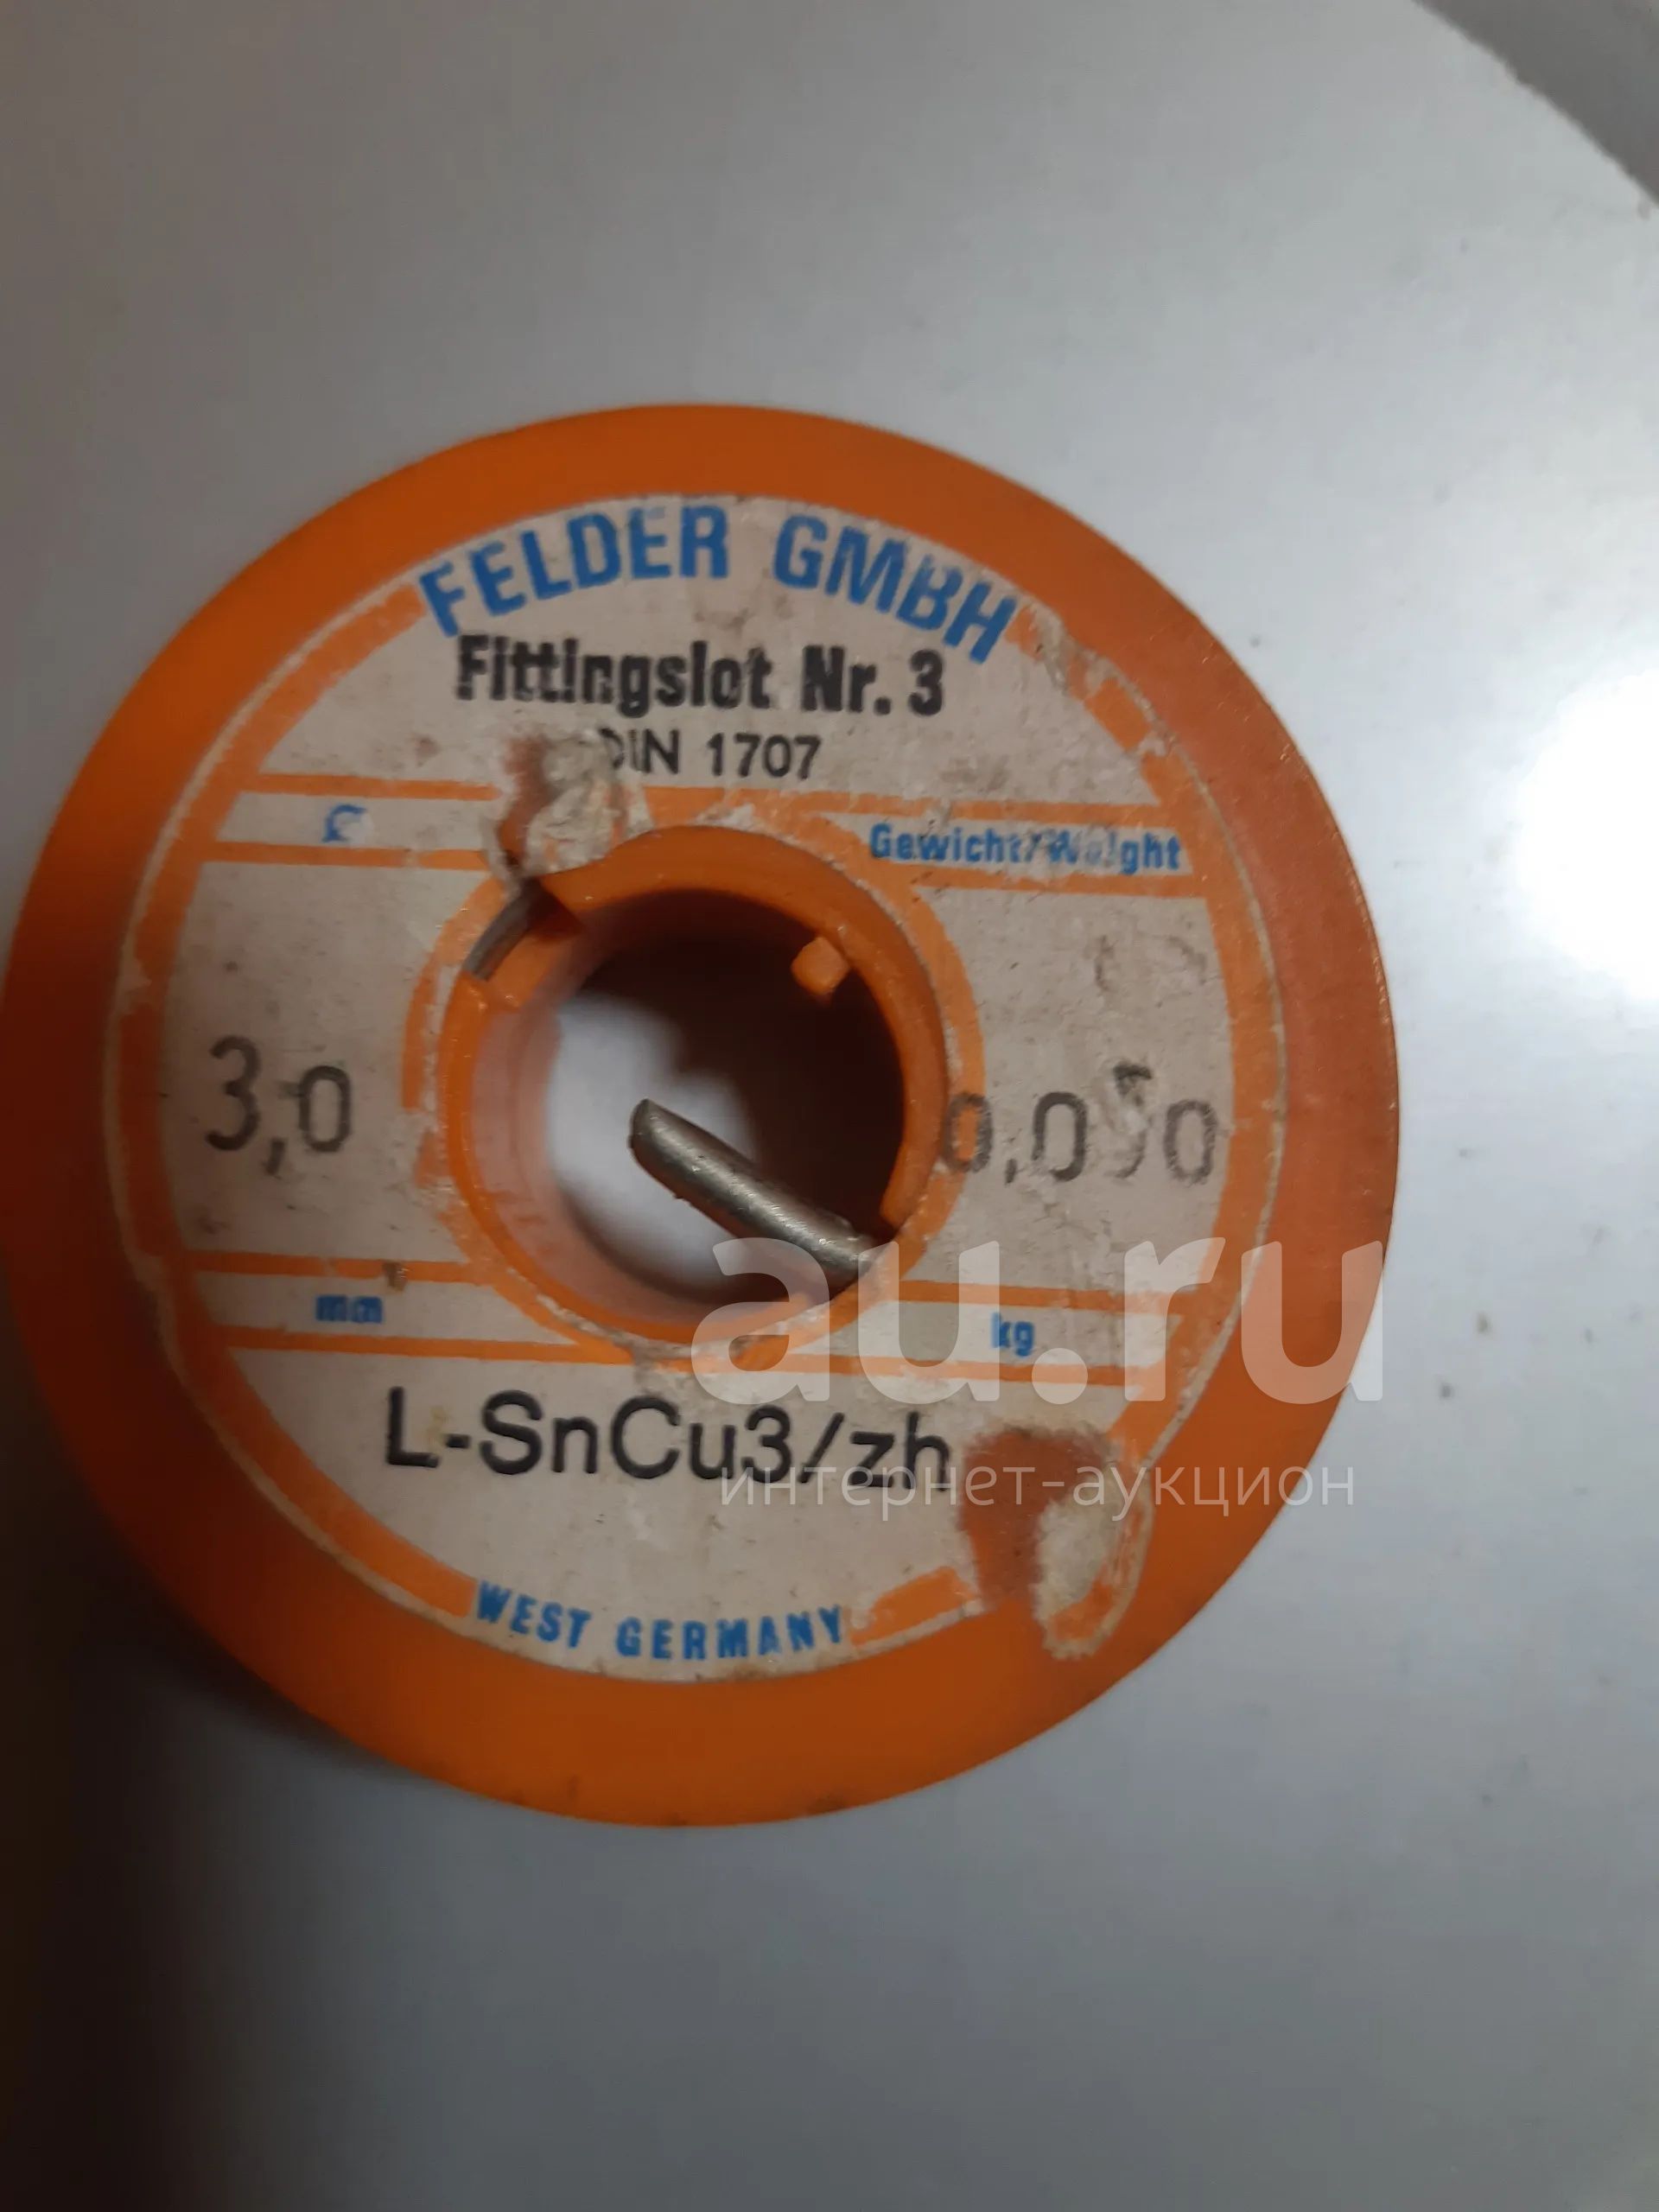 FELDER GMBH
Fittingslot Nr. 3
DIN 1707
Gewicht/Weight
3,0
mm
kg
L-SnCu3/zh
WEST GERMANY
au.ru
интернет-аукцион